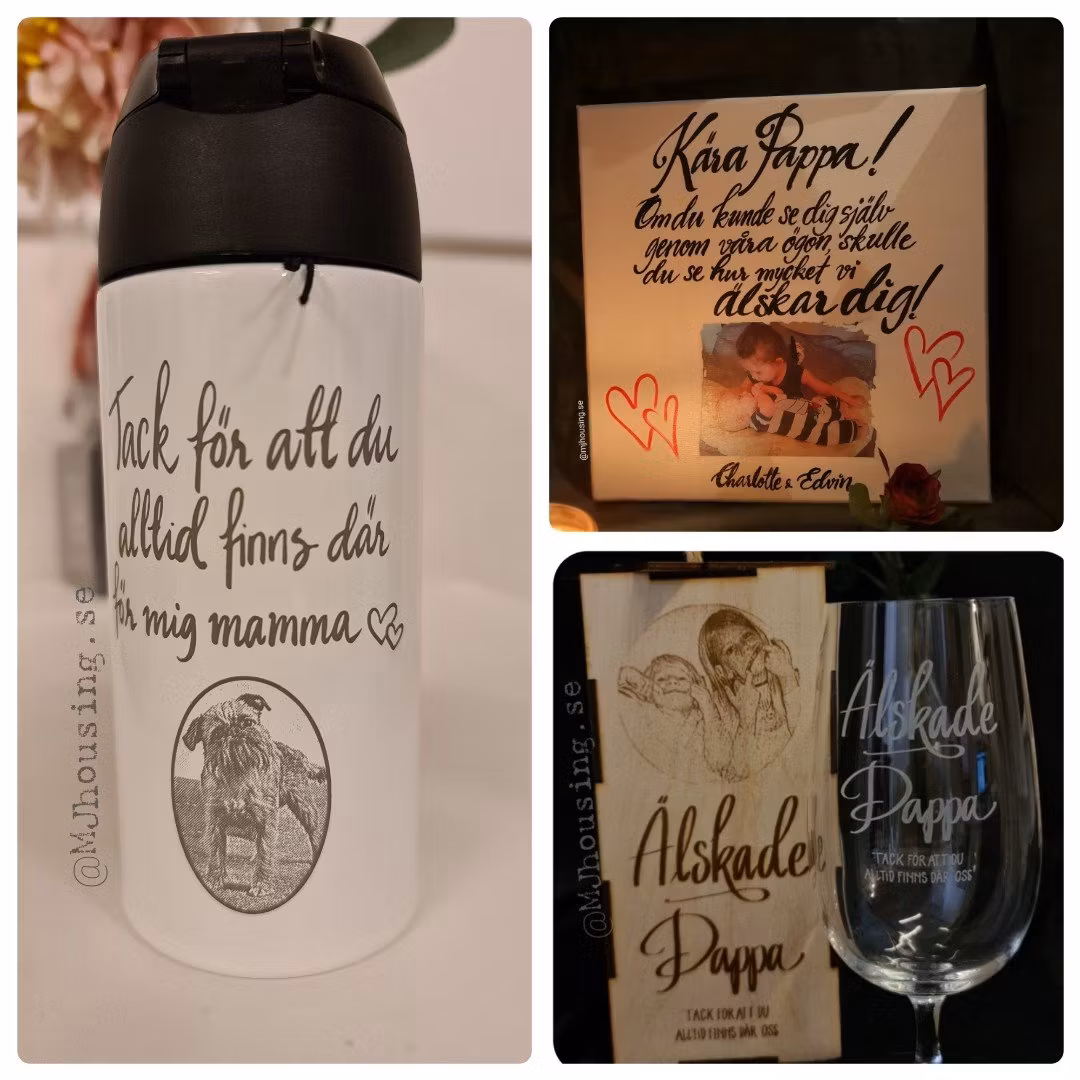 Tack för att du
alltid finns där
för mig mamma
@MJhousing.se
Kära Pappa!
Om du kunde se dig själv
genom våra ögon, skulle
du se hur mycket vi
älskar dig!
@mjhousing.se
Charlotte & Edvin
@MJhousing.se
Älskade
Pappa
TACK FÖR ATT DU
ALLTID FINNS DÄR OSS
Älskade
Pappa
"TACK FÖR ATT DU
ALLTID FINNS DÄR OSS"